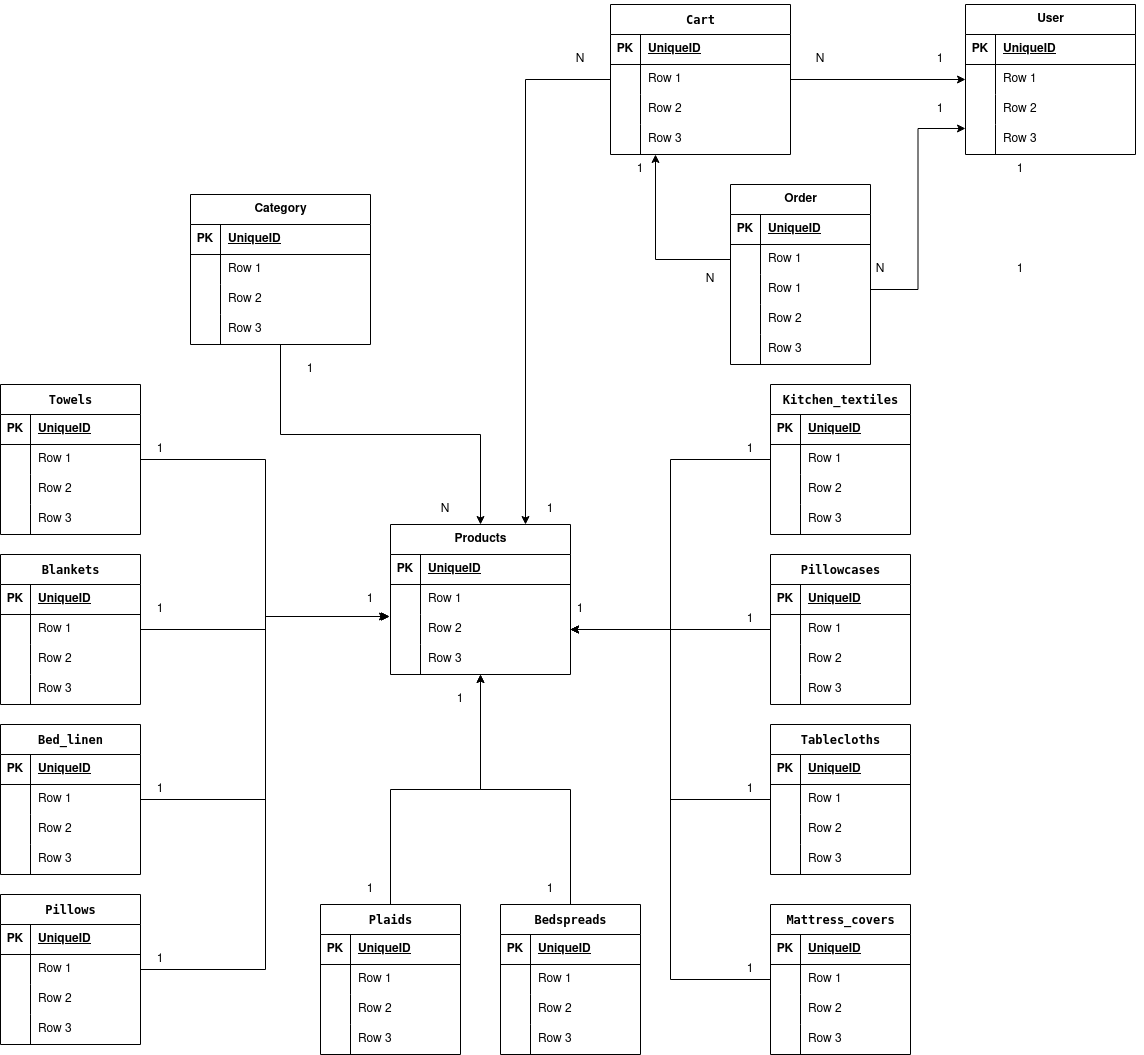 Cart
PK UniqueID
Row 1
Row 2
Row 3
User
PK UniqueID
Row 1
Row 2
Row 3
N
N
1
1
1
1
Order
PK UniqueID
Row 1
Row 1
Row 2
Row 3
N
N
1
Category
PK UniqueID
Row 1
Row 2
Row 3
1
N
1
Towels
PK UniqueID
Row 1
Row 2
Row 3
1
Kitchen_textiles
PK UniqueID
Row 1
Row 2
Row 3
1
Products
PK UniqueID
Row 1
Row 2
Row 3
1
1
1
Blankets
PK UniqueID
Row 1
Row 2
Row 3
1
Pillowcases
PK UniqueID
Row 1
Row 2
Row 3
1
Bed_linen
PK UniqueID
Row 1
Row 2
Row 3
1
Tablecloths
PK UniqueID
Row 1
Row 2
Row 3
1
Pillows
PK UniqueID
Row 1
Row 2
Row 3
1
Plaids
PK UniqueID
Row 1
Row 2
Row 3
1
Bedspreads
PK UniqueID
Row 1
Row 2
Row 3
1
Mattress_covers
PK UniqueID
Row 1
Row 2
Row 3
1